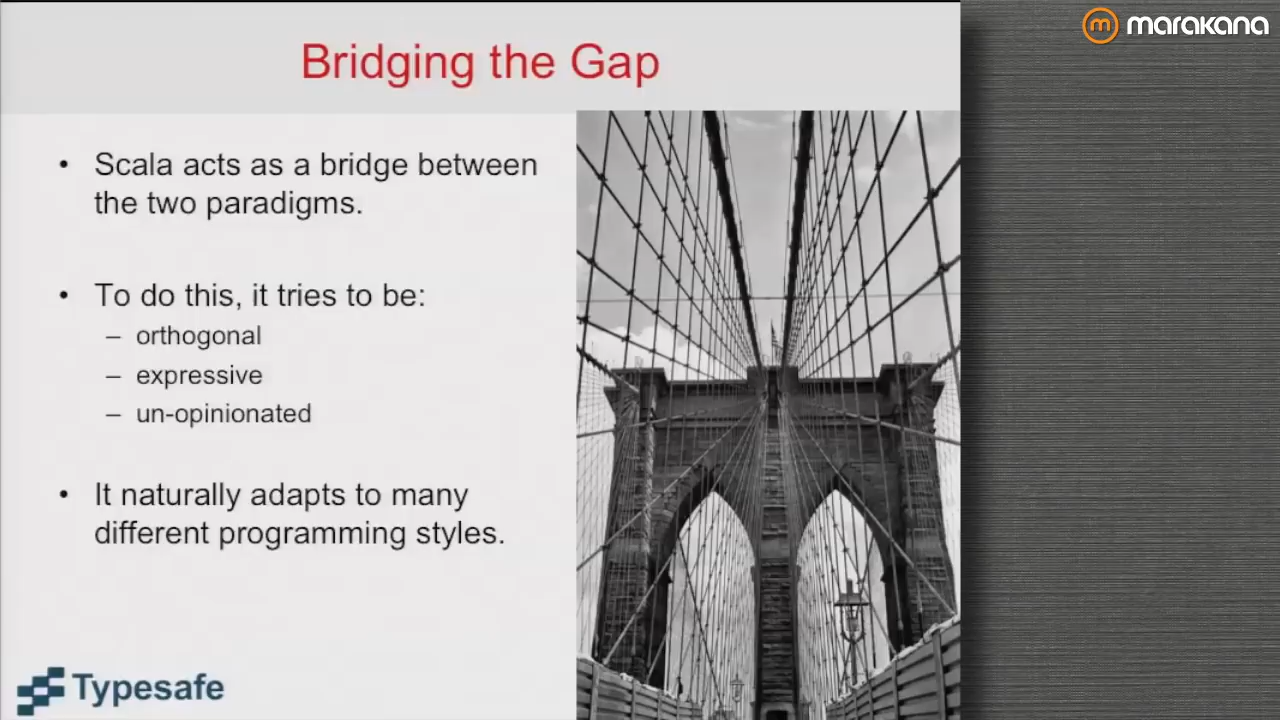 Bridging the Gap
• Scala acts as a bridge between
the two paradigms.
• To do this, it tries to be:
– orthogonal
– expressive
– un-opinionated
• It naturally adapts to many
different programming styles.
Typesafe
m marakana